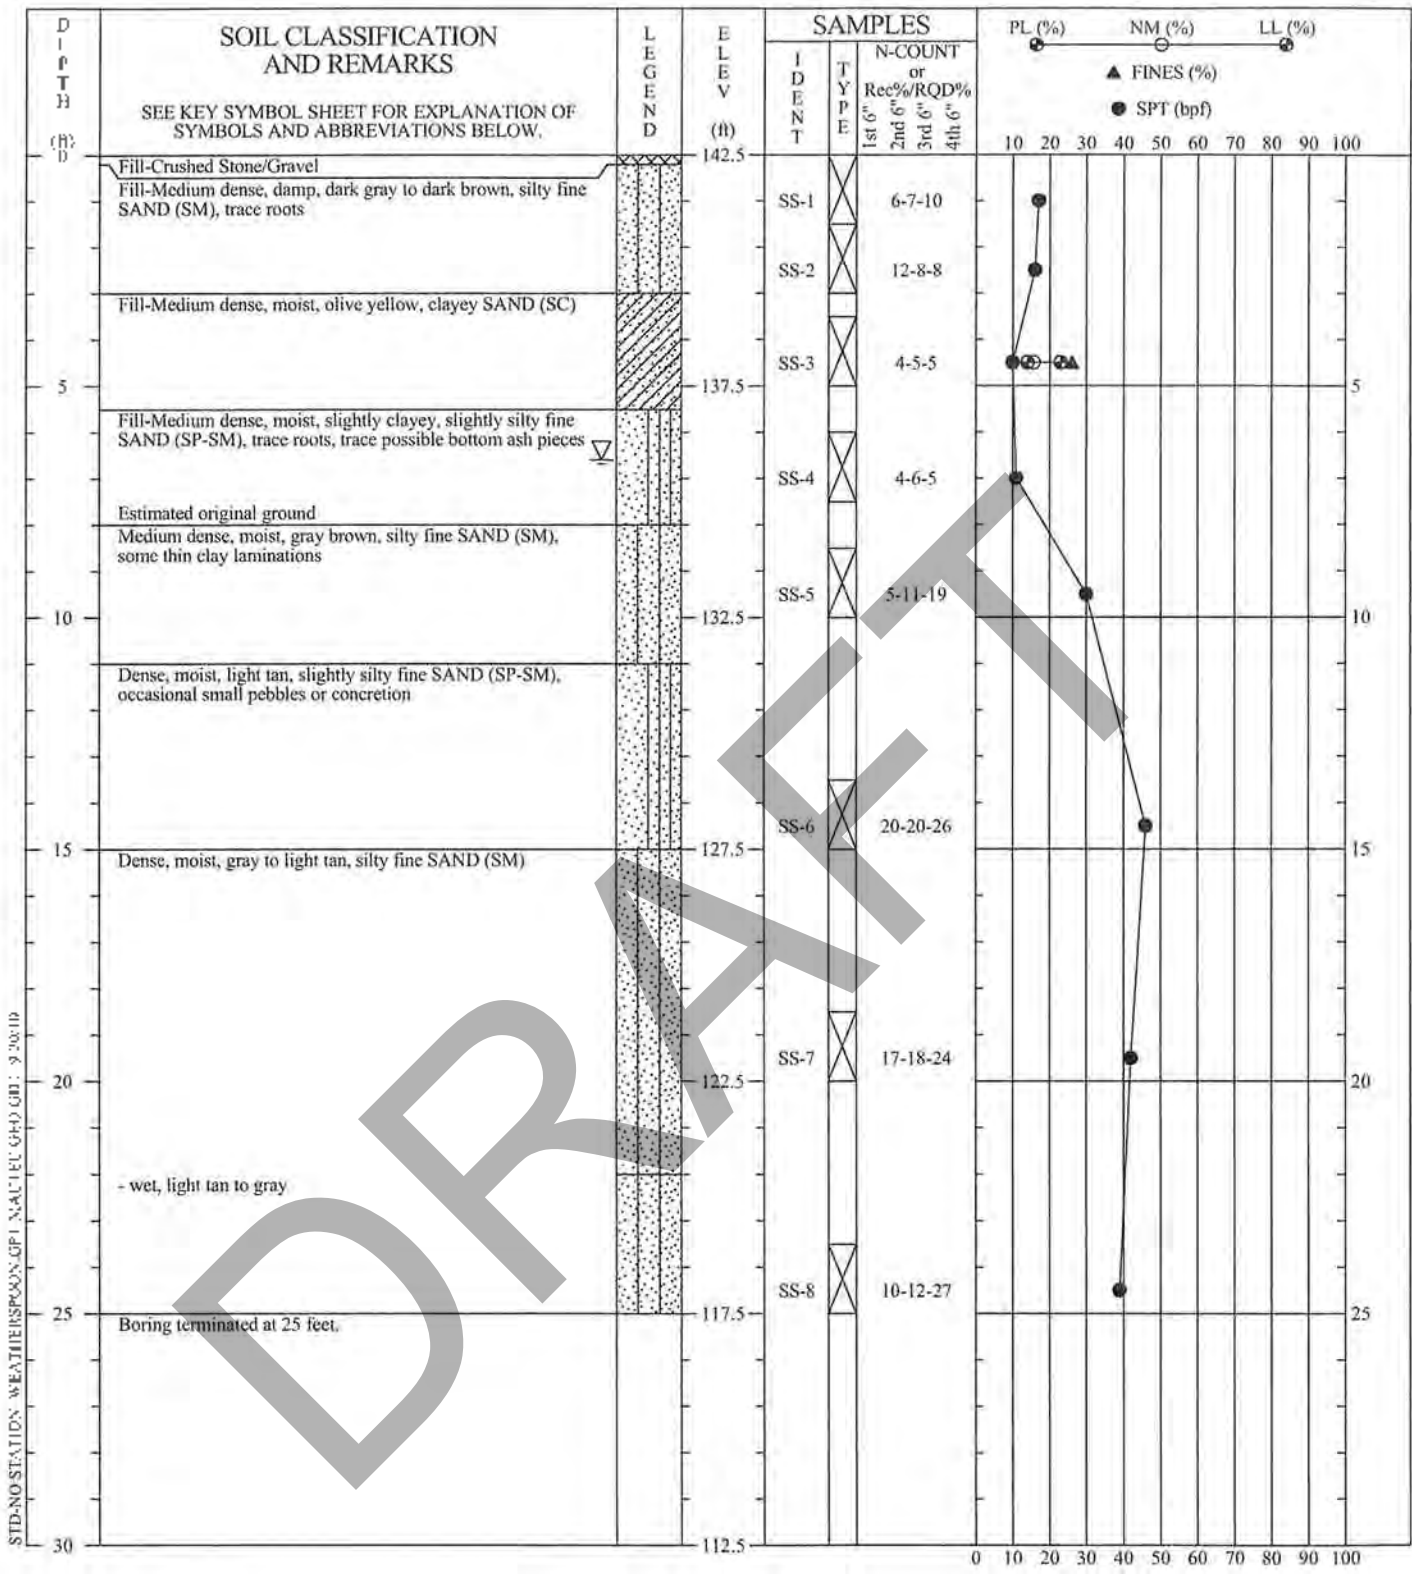 DEPTH (ft)
SOIL CLASSIFICATION
AND REMARKS
SEE KEY SYMBOL SHEET FOR EXPLANATION OF
SYMBOLS AND ABBREVIATIONS BELOW.
LEGEND
ELEV (ft)
SAMPLES
IDENT
TYPE
N-COUNT
or
Rec%/RQD%
1st 6"
2nd 6"
3rd 6"
4th 6"
PL (%) NM (%) LL (%)
▲ FINES (%)
● SPT (bpf)
10 20 30 40 50 60 70 80 90 100
0
142.5
Fill-Crushed Stone/Gravel
Fill-Medium dense, damp, dark gray to dark brown, silty fine
SAND (SM), trace roots
SS-1 6-7-10
SS-2 12-8-8
Fill-Medium dense, moist, olive yellow, clayey SAND (SC)
SS-3 4-5-5
5 137.5 5
Fill-Medium dense, moist, slightly clayey, slightly silty fine
SAND (SP-SM), trace roots, trace possible bottom ash pieces
SS-4 4-6-5
Estimated original ground
Medium dense, moist, gray brown, silty fine SAND (SM),
some thin clay laminations
SS-5 5-11-19
10 132.5 10
Dense, moist, light tan, slightly silty fine SAND (SP-SM),
occasional small pebbles or concretion
SS-6 20-20-26
15 127.5 15
Dense, moist, gray to light tan, silty fine SAND (SM)
SS-7 17-18-24
20 122.5 20
- wet, light tan to gray
SS-8 10-12-27
25 117.5 25
Boring terminated at 25 feet.
30 112.5
0 10 20 30 40 50 60 70 80 90 100
DRAFT
STD-NO STATION WEATHERSPOON.GPJ